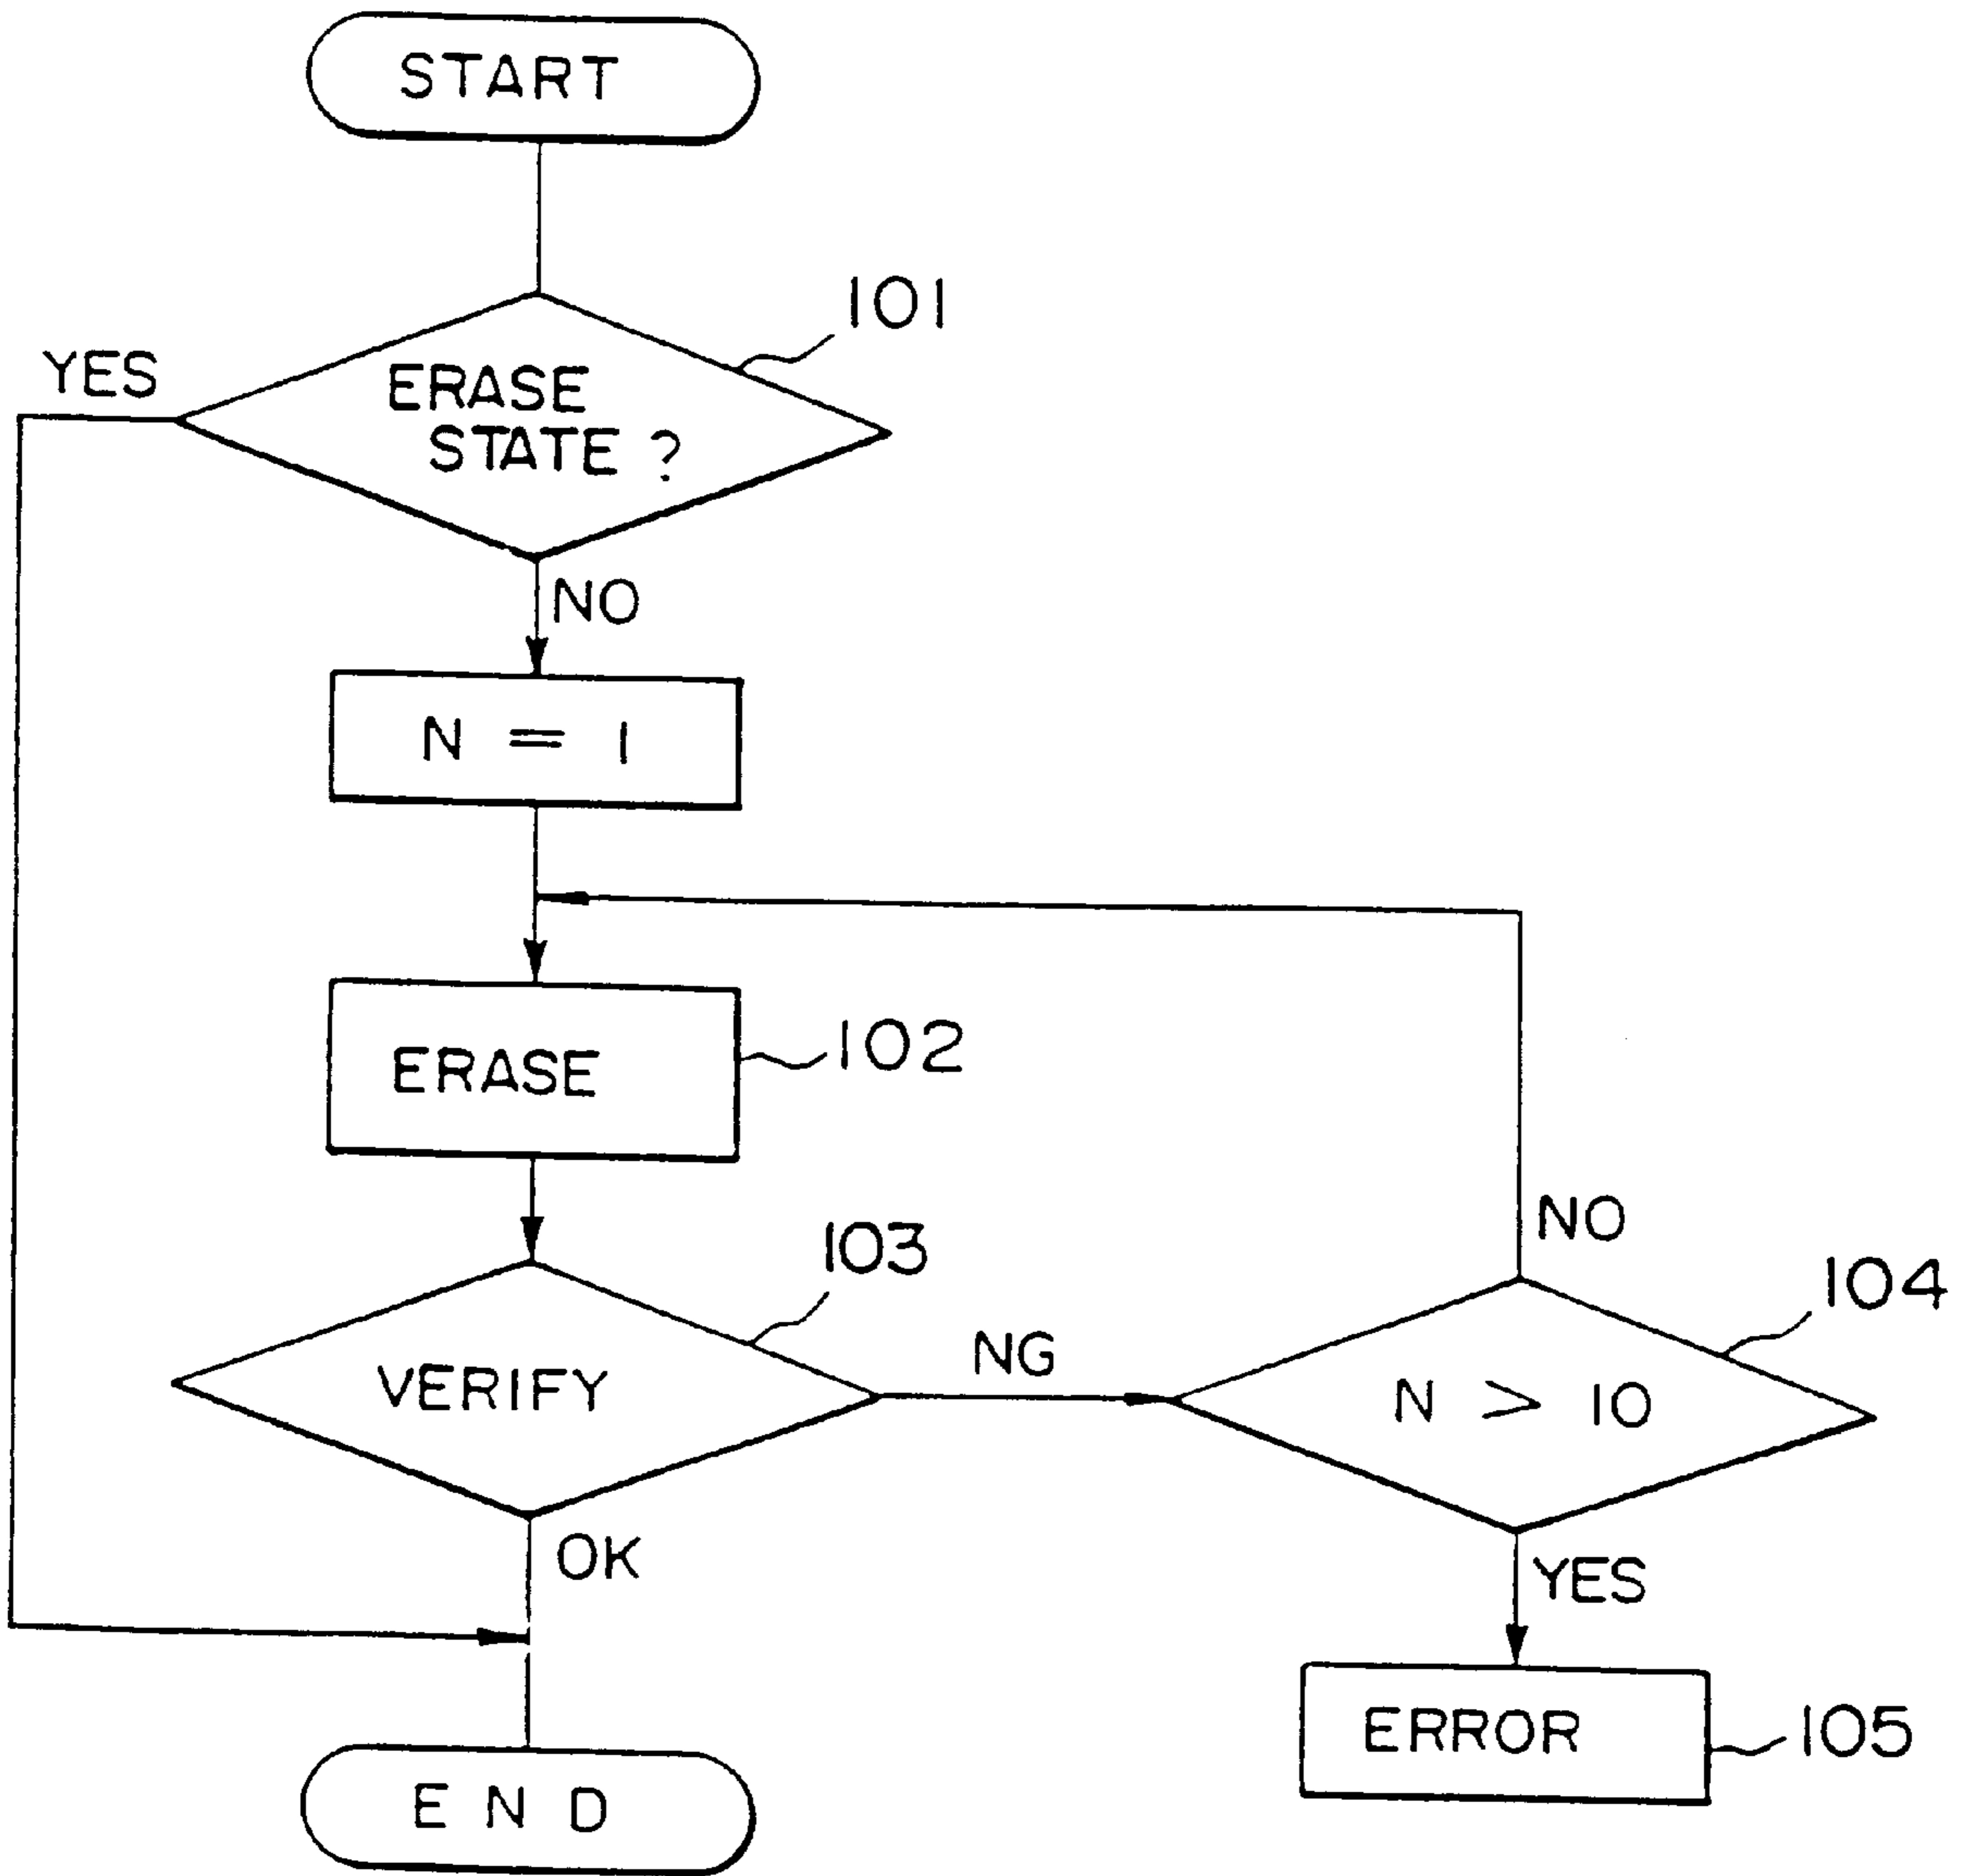 START
101
YES
ERASE
STATE ?
NO
N = 1
ERASE
102
103
NO
104
VERIFY
NG
N > 10
OK
YES
ERROR
105
END